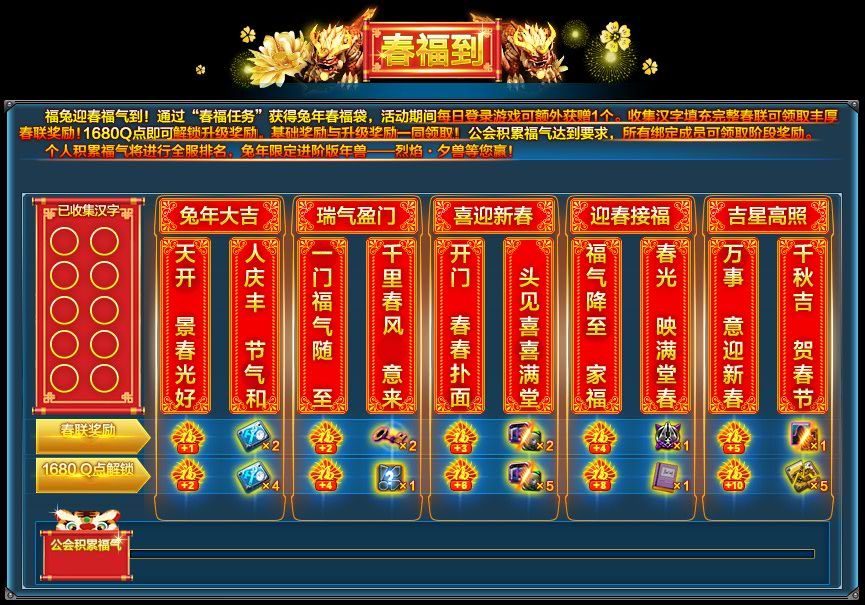 春福到
福兔迎春福气到！通过“春福任务”获得兔年春福袋，活动期间每日登录游戏可额外获赠1个。收集汉字填充完整春联可领取丰厚
春联奖励！1680Q点即可解锁升级奖励。基础奖励与升级奖励一同领取！公会积累福气达到要求，所有绑定成员可领取阶段奖励。
个人积累福气将进行全服排名，兔年限定进阶版年兽——烈焰·夕兽等您赢！
已收集汉字
兔年大吉
天开 景春光好
人庆丰 节气和
瑞气盈门
一门福气随 至
千里春风 意来
喜迎新春
开门 春春扑面
头见喜喜满堂
迎春接福
福气降至 家福
春光 映满堂春
吉星高照
万事 意迎新春
千秋吉 贺春节
春联奖励
+1 ×2 +2 ×2 +3 ×2 +4 ×1 +5 ×1
1680 Q点解锁
+2 ×4 +4 ×1 +6 ×5 +8 ×1 +10 ×5
公会积累福气